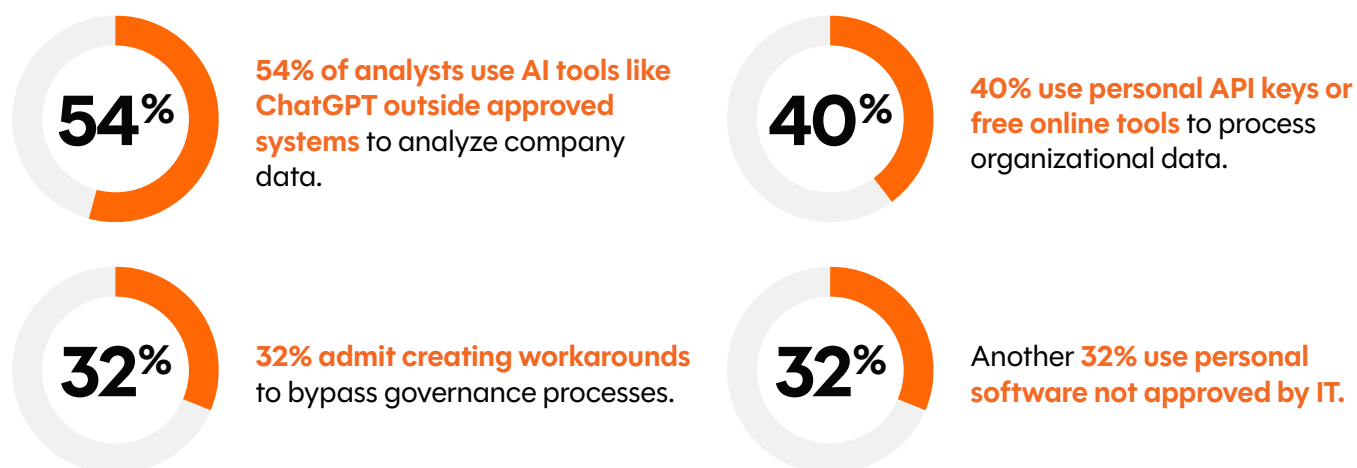 54%
54% of analysts use AI tools like
ChatGPT outside approved
systems to analyze company
data.
40%
40% use personal API keys or
free online tools to process
organizational data.
32%
32% admit creating workarounds
to bypass governance processes.
32%
Another 32% use personal
software not approved by IT.